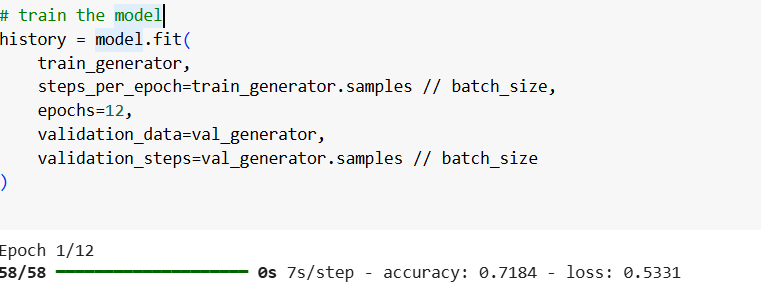 # train the model
history = model.fit(
    train_generator,
    steps_per_epoch=train_generator.samples // batch_size,
    epochs=12,
    validation_data=val_generator,
    validation_steps=val_generator.samples // batch_size
)
Epoch 1/12
58/58 ━━━━━━━━━━━━━━━━━━━━ 0s 7s/step - accuracy: 0.7184 - loss: 0.5331